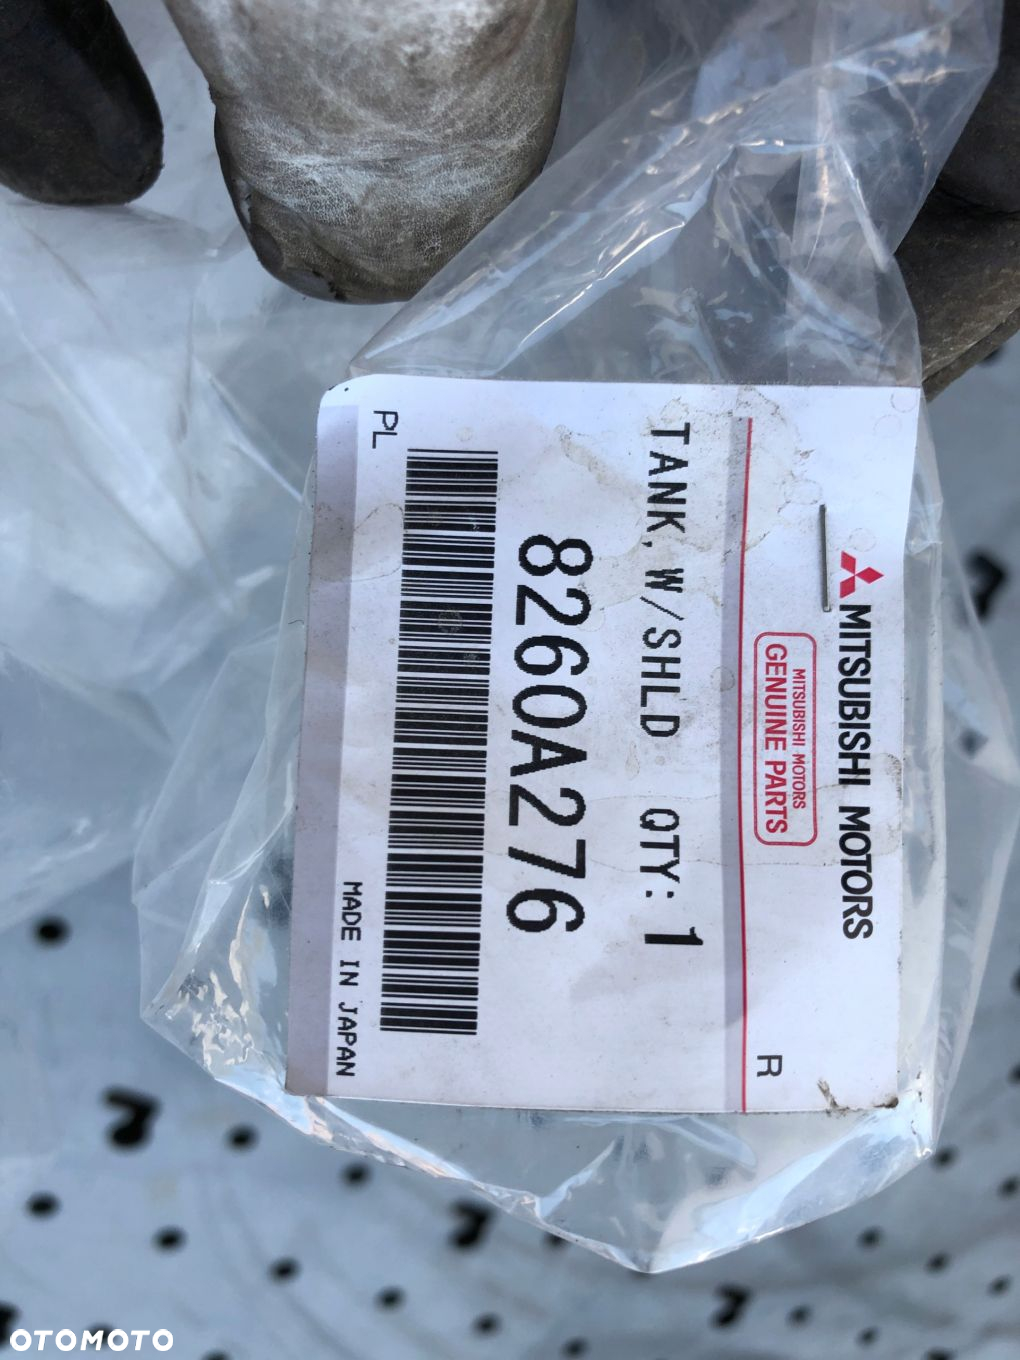 MITSUBISHI MOTORS
MITSUBISHI MOTORS
GENUINE PARTS
R
TANK,W/SHLD QTY: 1
8260A276
PL
MADE IN JAPAN
OTOMOTO